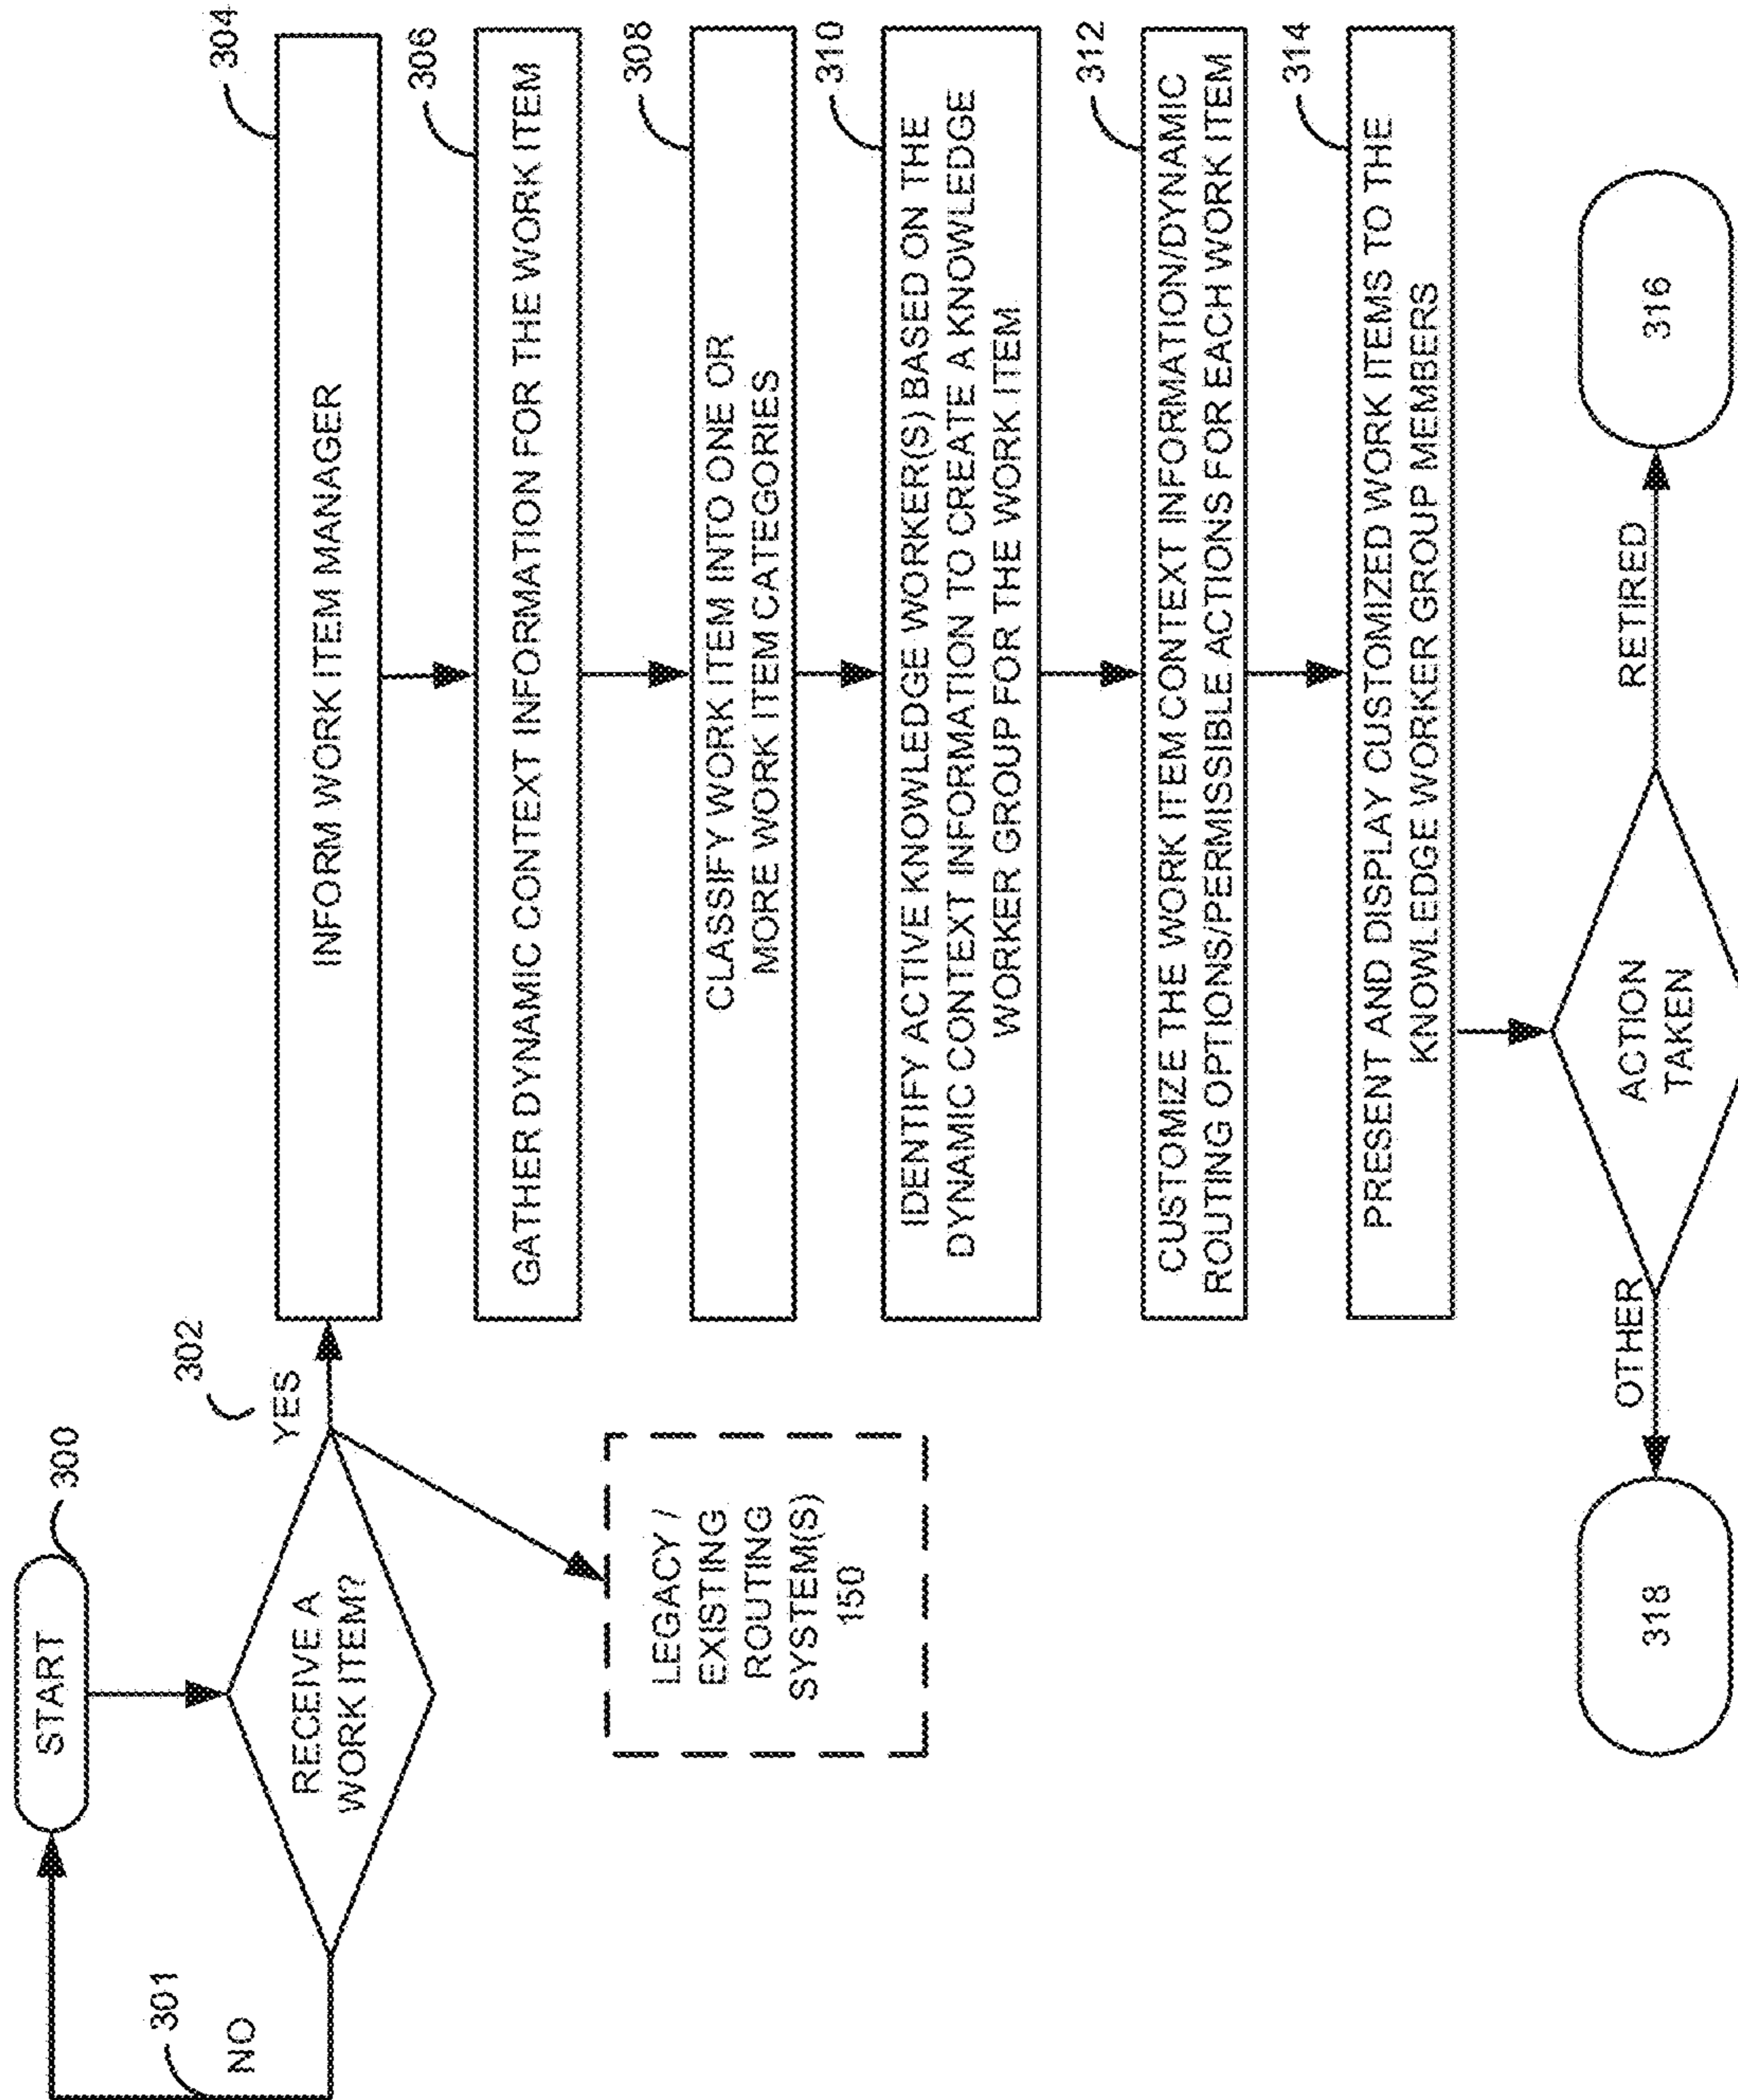 300
START
RECEIVE A
WORK ITEM?
301
NO
302
YES
LEGACY /
EXISTING
ROUTING
SYSTEM(S)
150
304
INFORM WORK ITEM MANAGER
306
GATHER DYNAMIC CONTEXT INFORMATION FOR THE WORK ITEM
308
CLASSIFY WORK ITEM INTO ONE OR
MORE WORK ITEM CATEGORIES
310
IDENTIFY ACTIVE KNOWLEDGE WORKER(S) BASED ON THE
DYNAMIC CONTEXT INFORMATION TO CREATE A KNOWLEDGE
WORKER GROUP FOR THE WORK ITEM
312
CUSTOMIZE THE WORK ITEM CONTEXT INFORMATION/DYNAMIC
ROUTING OPTIONS/PERMISSIBLE ACTIONS FOR EACH WORK ITEM
314
PRESENT AND DISPLAY CUSTOMIZED WORK ITEMS TO THE
KNOWLEDGE WORKER GROUP MEMBERS
ACTION
TAKEN
OTHER
318
RETIRED
316